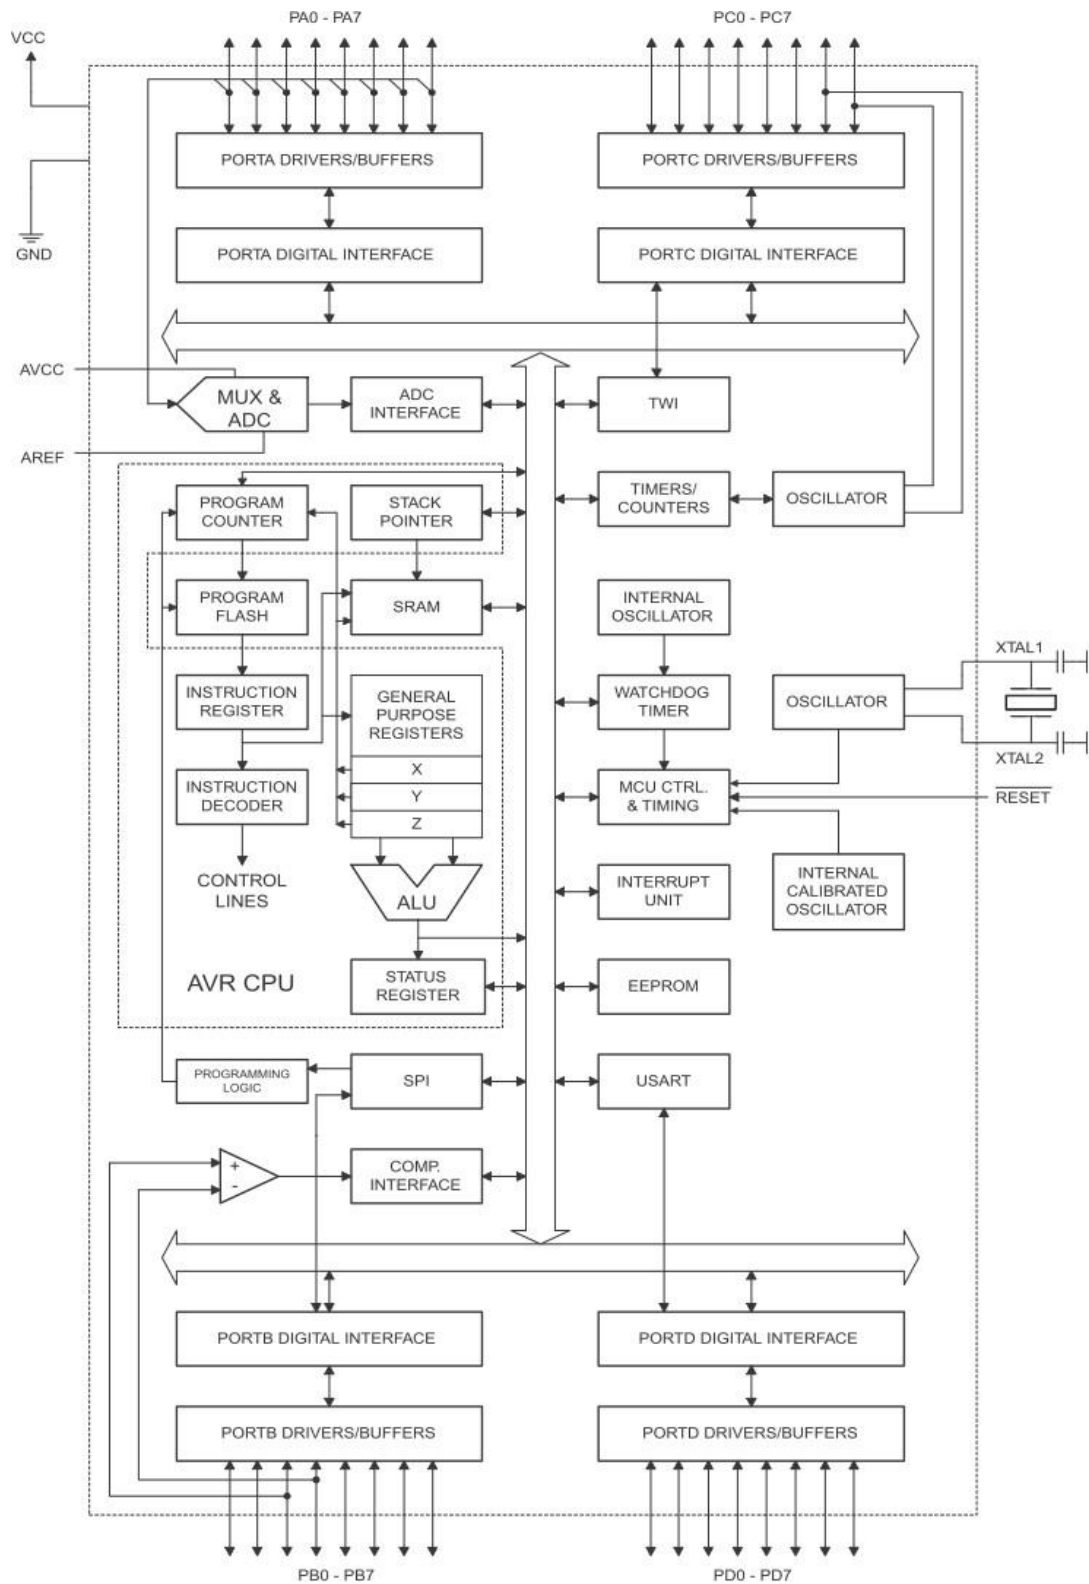 PA0 - PA7
PC0 - PC7
VCC
PORTA DRIVERS/BUFFERS
PORTC DRIVERS/BUFFERS
GND
PORTA DIGITAL INTERFACE
PORTC DIGITAL INTERFACE
AVCC
MUX &
ADC
ADC
INTERFACE
TWI
AREF
PROGRAM
COUNTER
STACK
POINTER
TIMERS/
COUNTERS
OSCILLATOR
PROGRAM
FLASH
SRAM
INTERNAL
OSCILLATOR
XTAL1
INSTRUCTION
REGISTER
GENERAL
PURPOSE
REGISTERS
WATCHDOG
TIMER
OSCILLATOR
XTAL2
X
INSTRUCTION
DECODER
Y
MCU CTRL.
& TIMING
RESET
Z
CONTROL
LINES
ALU
INTERRUPT
UNIT
INTERNAL
CALIBRATED
OSCILLATOR
AVR CPU
STATUS
REGISTER
EEPROM
PROGRAMMING
LOGIC
SPI
USART
+
-
COMP.
INTERFACE
PORTB DIGITAL INTERFACE
PORTD DIGITAL INTERFACE
PORTB DRIVERS/BUFFERS
PORTD DRIVERS/BUFFERS
PB0 - PB7
PD0 - PD7